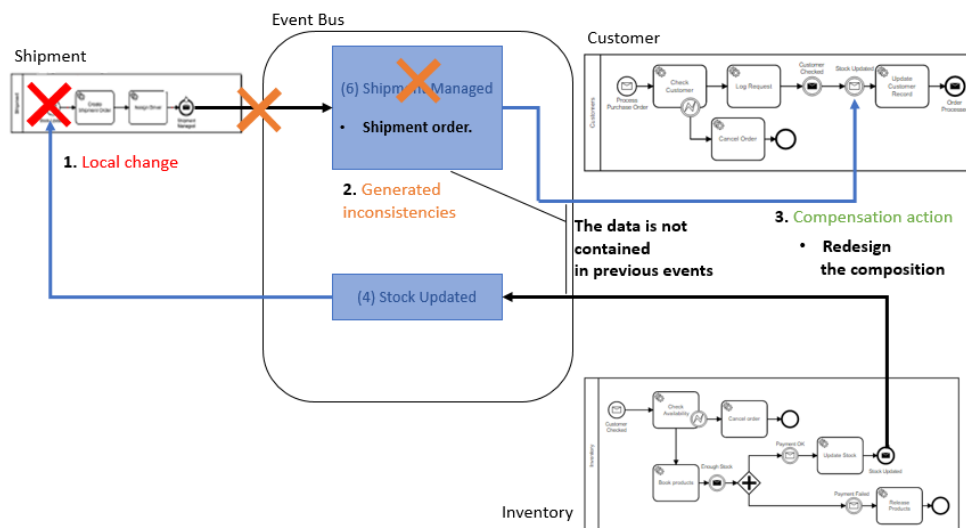 Event Bus
Shipment
Customer
Shipment
Create
Shipment Order
Assign Driver
Shipment
Managed
(6) Shipment Managed
• Shipment order.
1. Local change
2. Generated
inconsistencies
The data is not
contained
in previous events
(4) Stock Updated
Customers
Process
Purchase Order
Check
Customer
Log Request
Customer
Checked
Stock Updated
Update
Customer
Record
Order
Processed
Cancel Order
3. Compensation action
• Redesign
the composition
Inventory
Customer
Checked
Check
Availability
Cancel order
Book products
Enough Stock
Payment OK
Update Stock
Stock Updated
Payment Failed
Release
Products
Inventory